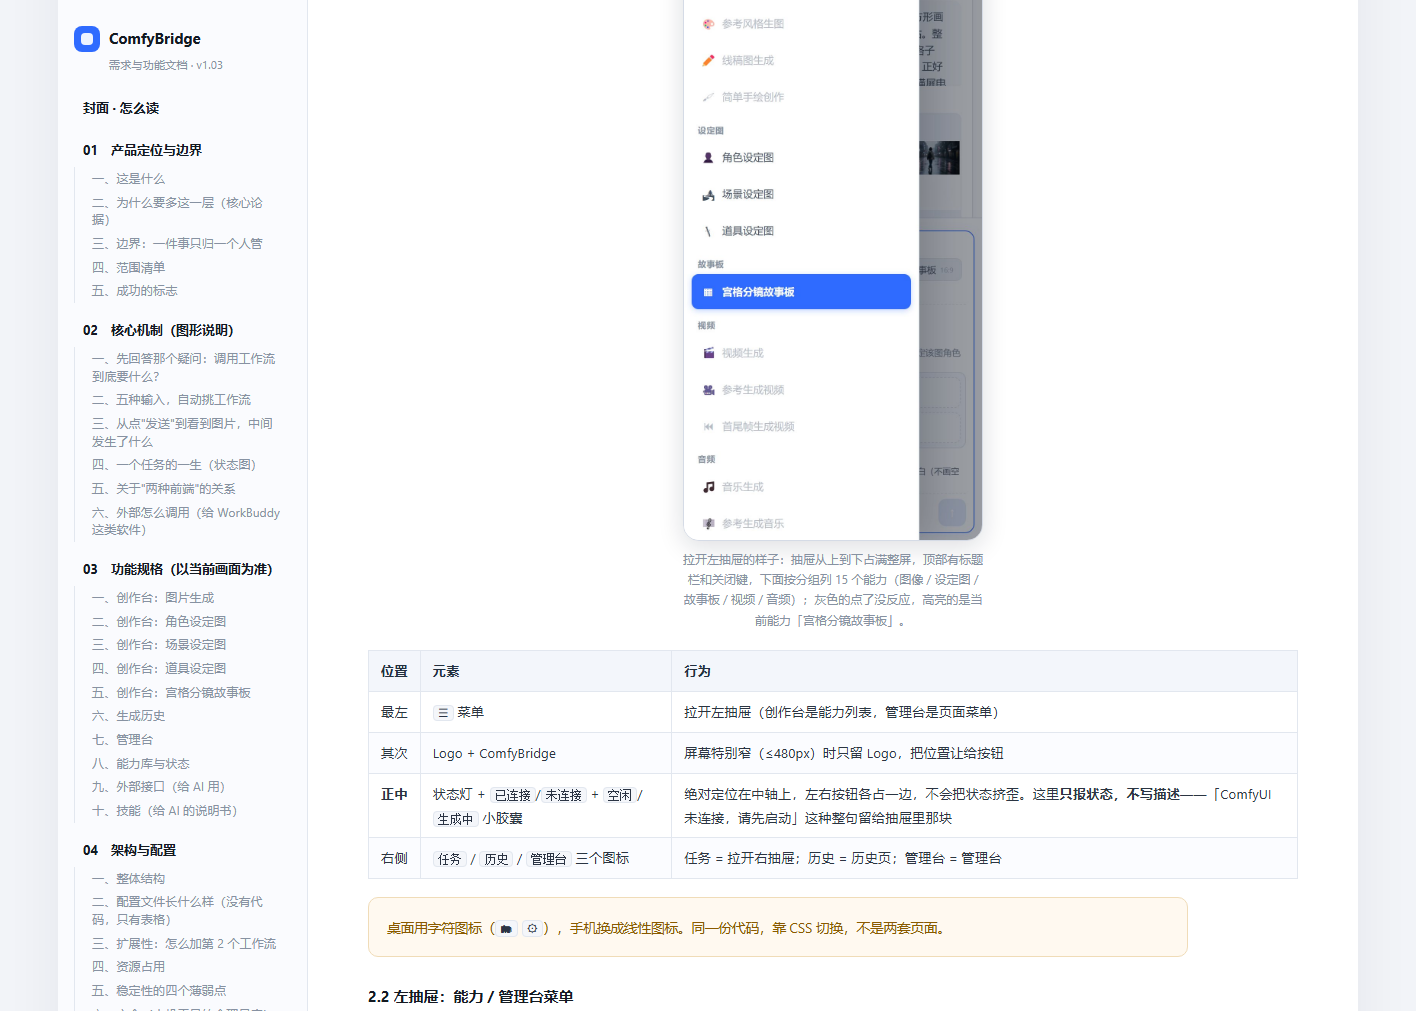 ComfyBridge
需求与功能文档 · v1.03
封面 · 怎么读
01 产品定位与边界
一、这是什么
二、为什么要多这一层（核心论
据）
三、边界：一件事只归一个人管
四、范围清单
五、成功的标志
02 核心机制（图形说明）
一、先回答那个疑问：调用工作流
到底要什么？
二、五种输入，自动挑工作流
三、从点"发送"到看到图片，中间
发生了什么
四、一个任务的一生（状态图）
五、关于"两种前端"的关系
六、外部怎么调用（给 WorkBuddy
这类软件）
03 功能规格（以当前画面为准）
一、创作台：图片生成
二、创作台：角色设定图
三、创作台：场景设定图
四、创作台：道具设定图
五、创作台：宫格分镜故事板
六、生成历史
七、管理台
八、能力库与状态
九、外部接口（给 AI 用）
十、技能（给 AI 的说明书）
04 架构与配置
一、整体结构
二、配置文件长什么样（没有代
码，只有表格）
三、扩展性：怎么加第 2 个工作流
四、资源占用
五、稳定性的四个薄弱点
参考风格生图
线稿图生成
简单手绘创作
设定图
角色设定图
场景设定图
道具设定图
故事板
宫格分镜故事板
视频
视频生成
参考生成视频
首尾帧生成视频
音频
音乐生成
参考生成音乐
拉开左抽屉的样子：抽屉从上到下占满整屏，顶部有标题
栏和关闭键，下面按分组列 15 个能力（图像 / 设定图 /
故事板 / 视频 / 音频）；灰色的点了没反应，高亮的是当
前能力「宫格分镜故事板」。
位置 元素 行为
最左 ☰ 菜单 拉开左抽屉（创作台是能力列表，管理台是页面菜单）
其次 Logo + ComfyBridge 屏幕特别窄（≤480px）时只留 Logo，把位置让给按钮
正中 状态灯 + 已连接 / 未连接 + 空闲 / 绝对定位在中轴上，左右按钮各占一边，不会把状态挤歪。这里只报状态，不写描述——「ComfyUI
生成中 小胶囊 未连接，请先启动」这种整句留给抽屉里那块
右侧 任务 / 历史 / 管理台 三个图标 任务 = 拉开右抽屉；历史 = 历史页；管理台 = 管理台
桌面用字符图标（🖿 ⚙），手机换成线性图标。同一份代码，靠 CSS 切换，不是两套页面。
2.2 左抽屉：能力 / 管理台菜单